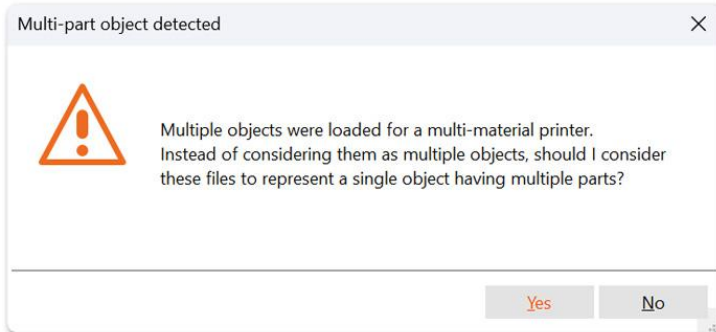 Multi-part object detected
Multiple objects were loaded for a multi-material printer.
Instead of considering them as multiple objects, should I consider
these files to represent a single object having multiple parts?
Yes
No